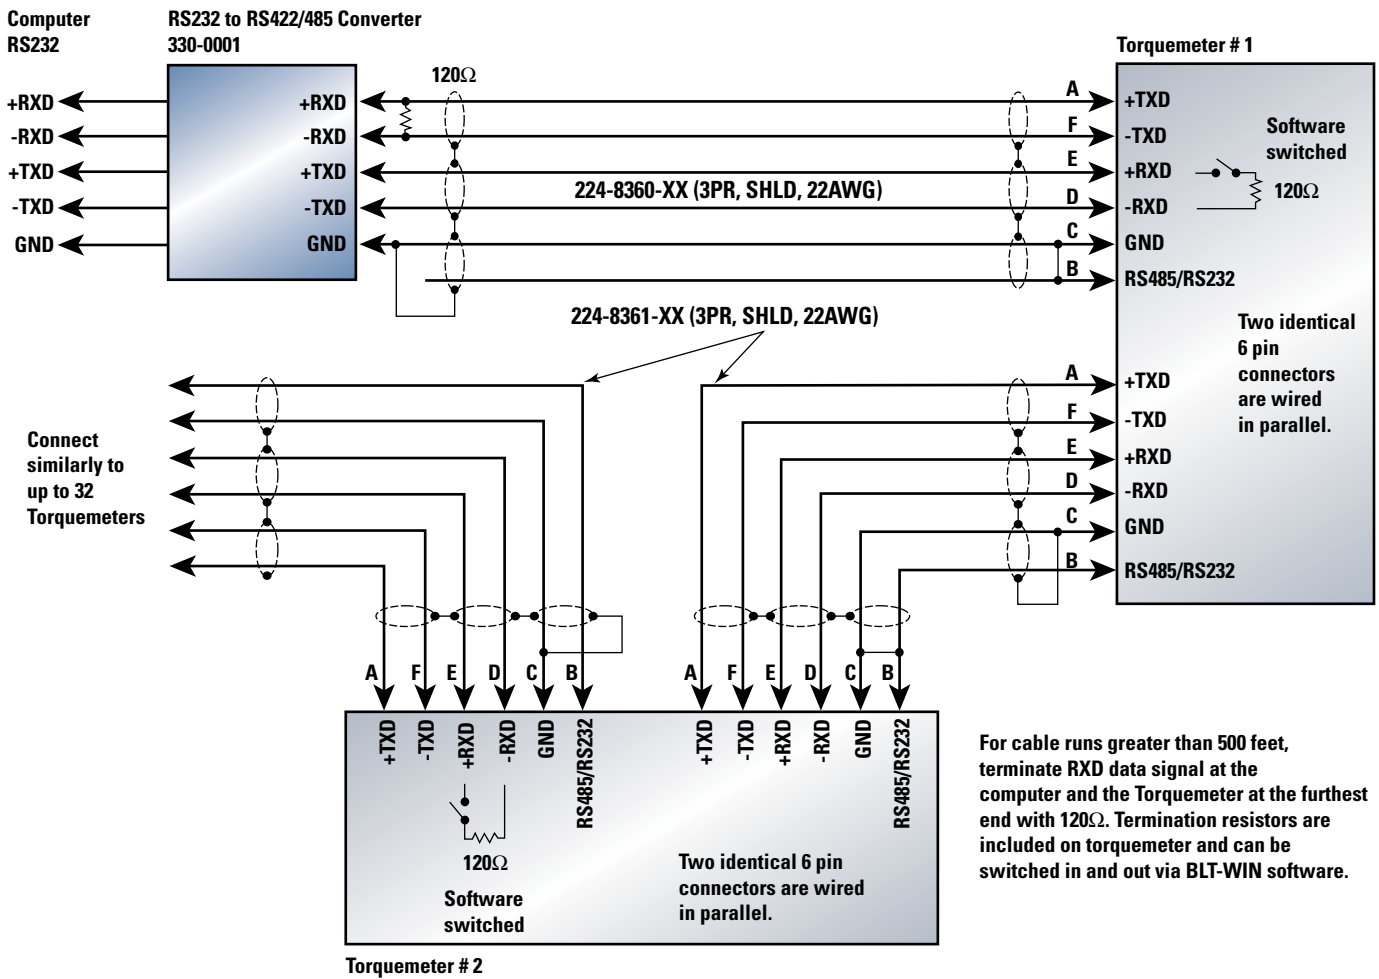 Computer
RS232
RS232 to RS422/485 Converter
330-0001
Torquemeter # 1
+RXD
-RXD
+TXD
-TXD
GND
+RXD
-RXD
+TXD
-TXD
GND
120Ω
224-8360-XX (3PR, SHLD, 22AWG)
A
F
E
D
C
B
+TXD
-TXD
+RXD
-RXD
GND
RS485/RS232
Software
switched
120Ω
Two identical
6 pin
connectors
are wired
in parallel.
224-8361-XX (3PR, SHLD, 22AWG)
A
F
E
D
C
B
+TXD
-TXD
+RXD
-RXD
GND
RS485/RS232
Connect
similarly to
up to 32
Torquemeters
A
F
E
D
C
B
A
F
E
D
C
B
+TXD
-TXD
+RXD
-RXD
GND
RS485/RS232
+TXD
-TXD
+RXD
-RXD
GND
RS485/RS232
120Ω
Software
switched
Two identical 6 pin
connectors are wired
in parallel.
Torquemeter # 2
For cable runs greater than 500 feet,
terminate RXD data signal at the
computer and the Torquemeter at the furthest
end with 120Ω. Termination resistors are
included on torquemeter and can be
switched in and out via BLT-WIN software.